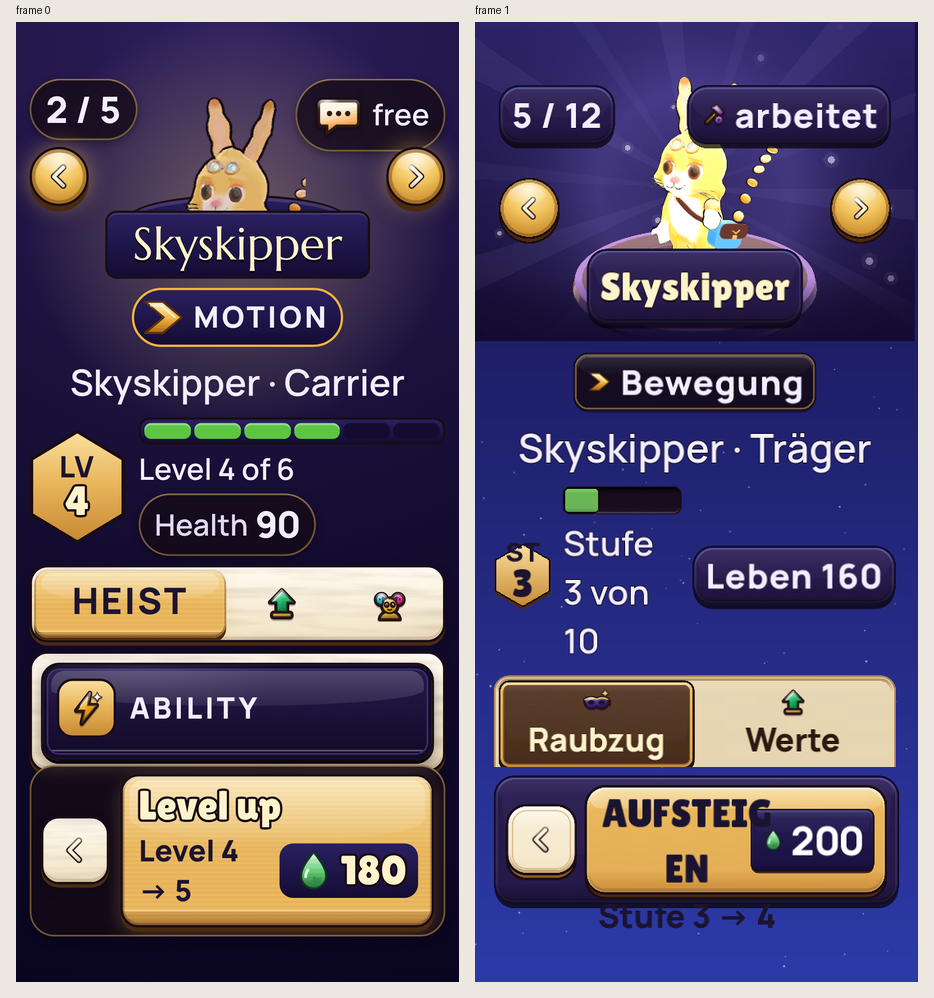 frame 0
2 / 5
free
Skyskipper
MOTION
Skyskipper · Carrier
LV
4
Level 4 of 6
Health 90
HEIST
ABILITY
Level up
Level 4
→ 5
180
frame 1
5 / 12
arbeitet
Skyskipper
Bewegung
Skyskipper · Träger
ST
3
Stufe
3 von
10
Leben 160
Raubzug
Werte
AUFSTEIG
EN
200
Stufe 3 → 4